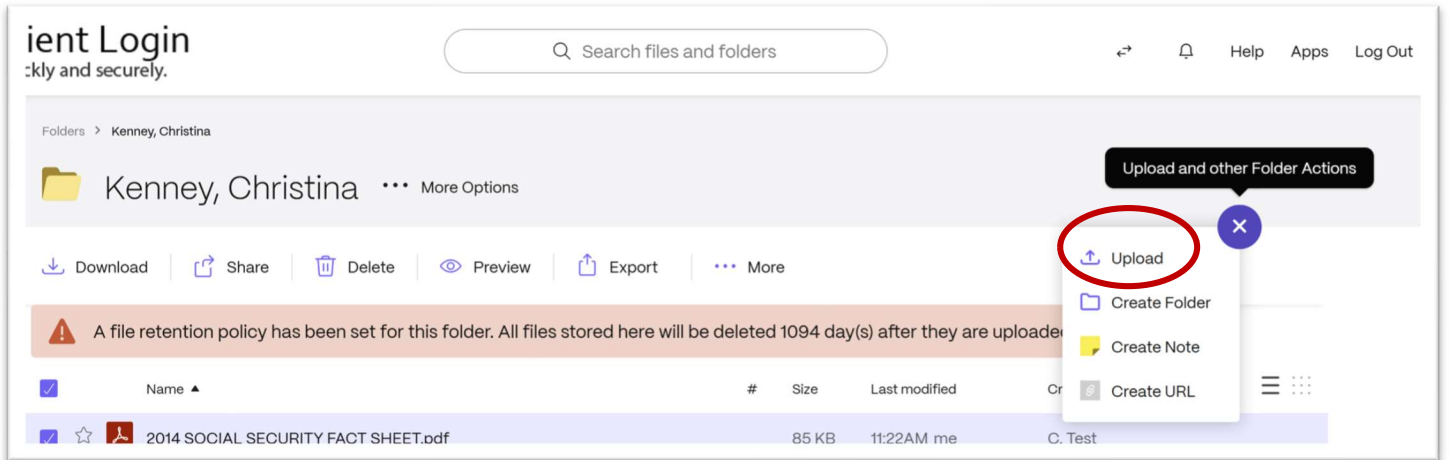 ient Login
ckly and securely.
Search files and folders
Help Apps Log Out
Folders > Kenney, Christina
Upload and other Folder Actions
Kenney, Christina ··· More Options
Download Share Delete Preview Export ··· More
Upload
Create Folder
Create Note
Create URL
A file retention policy has been set for this folder. All files stored here will be deleted 1094 day(s) after they are uploade
Name # Size Last modified Cr
2014 SOCIAL SECURITY FACT SHEET.pdf 85 KB 11:22AM me C. Test